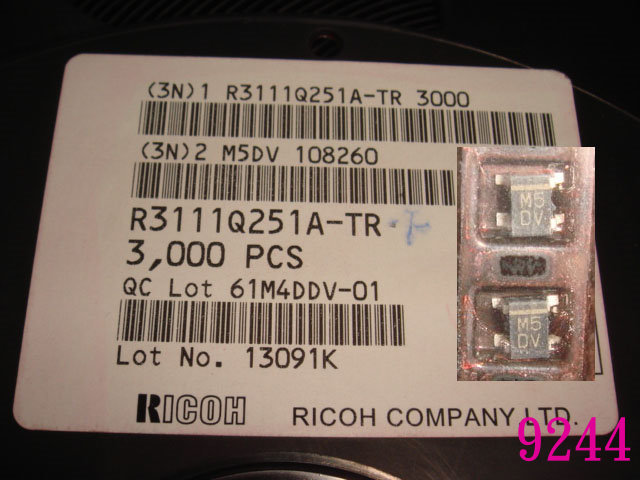 (3N)1 R3111Q251A-TR 3000
(3N)2 M5DV 108260
R3111Q251A-TR
3,000 PCS
QC Lot 61M4DDV-01
Lot No. 13091K
RICOH RICOH COMPANY LTD.
M5
DV
M5
DV
9244